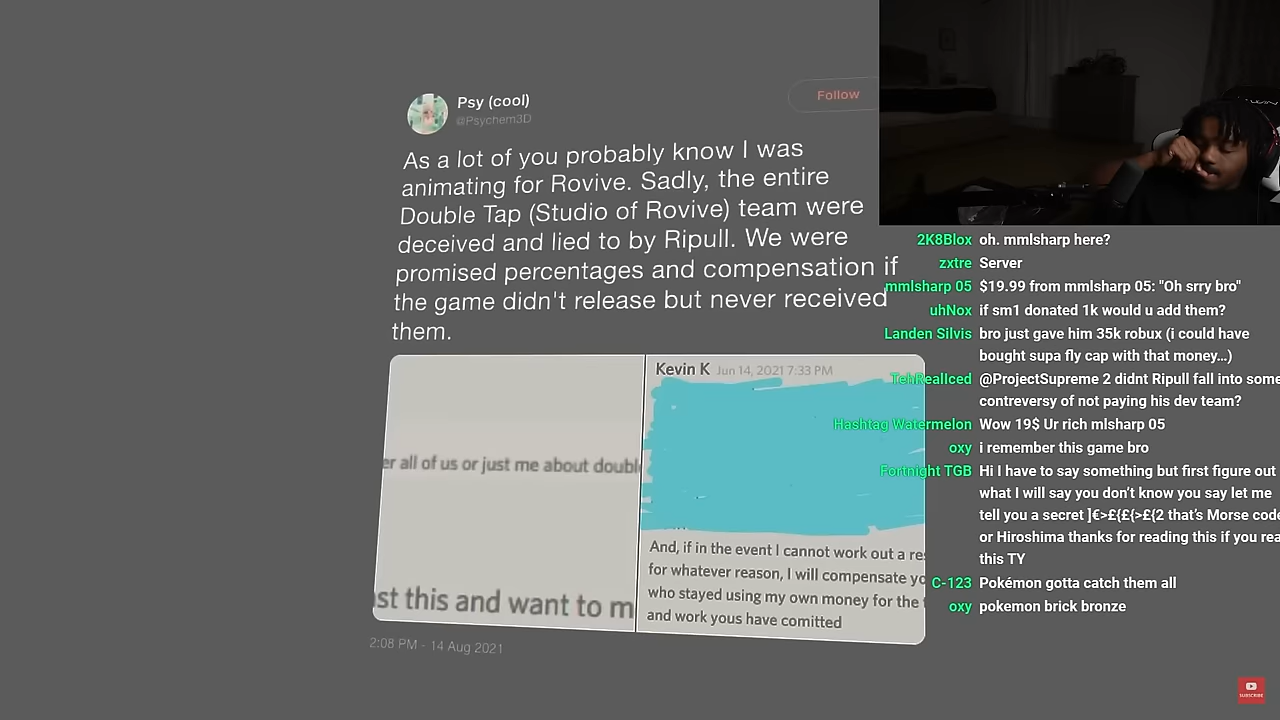 Psy (cool)
@Psychem3D
Follow
As a lot of you probably know I was
animating for Rovive. Sadly, the entire
Double Tap (Studio of Rovive) team were
deceived and lied to by Ripull. We were
promised percentages and compensation if
the game didn't release but never received
them.
er all of us or just me about doubl
st this and want to m
Kevin K Jun 14, 2021 7:33 PM
And, if in the event I cannot work out a re
for whatever reason, I will compensate yo
who stayed using my own money for the
and work yous have comitted
2:08 PM - 14 Aug 2021
2K8Blox oh. mmlsharp here?
zxtre Server
mmlsharp 05 $19.99 from mmlsharp 05: "Oh srry bro"
uhNox if sm1 donated 1k would u add them?
Landen Silvis bro just gave him 35k robux (i could have
bought supa fly cap with that money…)
TehRealIced @ProjectSupreme 2 didnt Ripull fall into some
contreversy of not paying his dev team?
Hashtag Watermelon Wow 19$ Ur rich mlsharp 05
oxy i remember this game bro
Fortnight TGB Hi I have to say something but first figure out
what I will say you don't know you say let me
tell you a secret ]€>£{£{>£{2 that's Morse code
or Hiroshima thanks for reading this if you rea
this TY
C-123 Pokémon gotta catch them all
oxy pokemon brick bronze
SUBSCRIBE